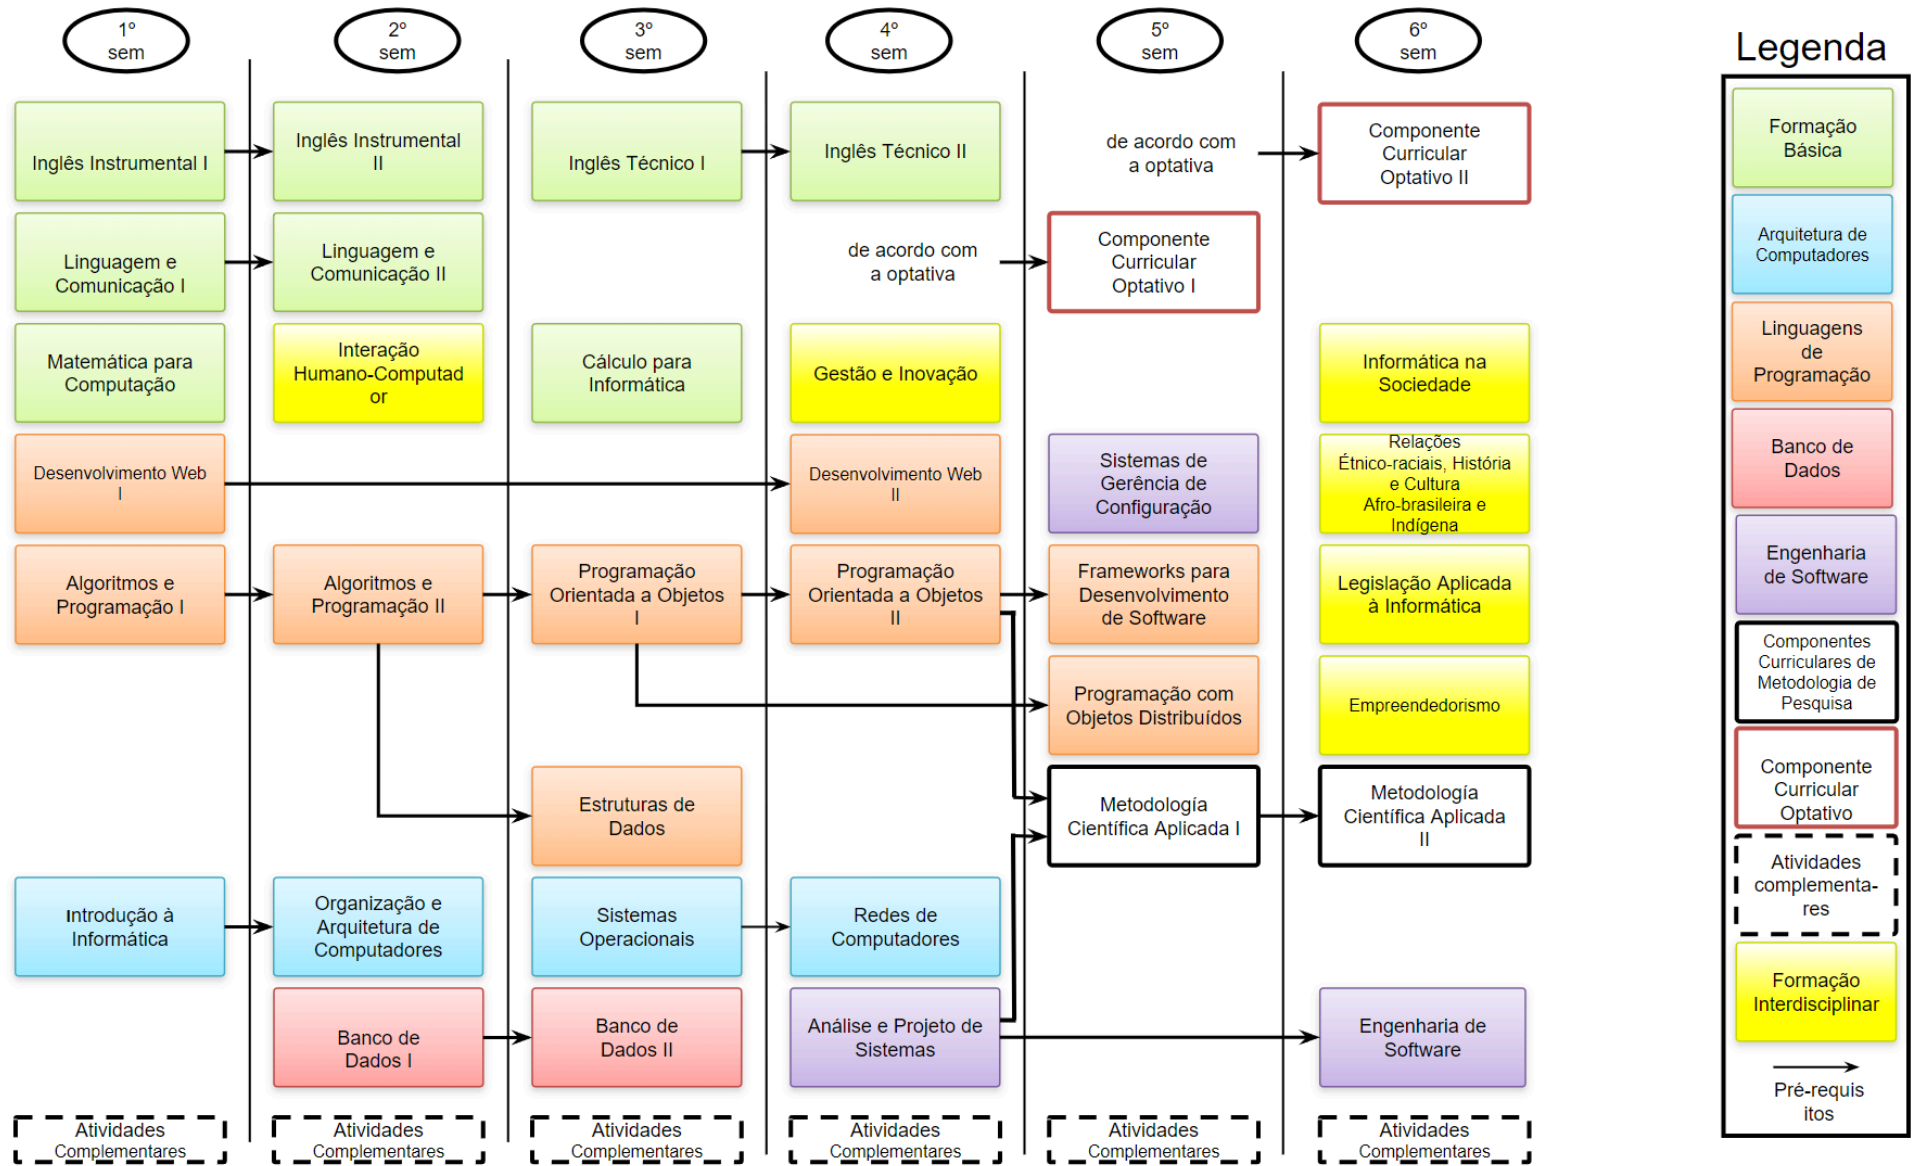 1º
sem
2º
sem
3º
sem
4º
sem
5º
sem
6º
sem
Legenda
Inglês Instrumental I
Inglês Instrumental
II
Inglês Técnico I
Inglês Técnico II
de acordo com
a optativa
Componente
Curricular
Optativo II
Linguagem e
Comunicação I
Linguagem e
Comunicação II
de acordo com
a optativa
Componente
Curricular
Optativo I
Matemática para
Computação
Interação
Humano-Computad
or
Cálculo para
Informática
Gestão e Inovação
Informática na
Sociedade
Desenvolvimento Web
I
Desenvolvimento Web
II
Sistemas de
Gerência de
Configuração
Relações
Étnico-raciais, História
e Cultura
Afro-brasileira e
Indígena
Algoritmos e
Programação I
Algoritmos e
Programação II
Programação
Orientada a Objetos
I
Programação
Orientada a Objetos
II
Frameworks para
Desenvolvimento
de Software
Legislação Aplicada
à Informática
Programação com
Objetos Distribuídos
Empreendedorismo
Estruturas de
Dados
Metodología
Científica Aplicada I
Metodología
Científica Aplicada
II
Introdução à
Informática
Organização e
Arquitetura de
Computadores
Sistemas
Operacionais
Redes de
Computadores
Banco de
Dados I
Banco de
Dados II
Análise e Projeto de
Sistemas
Engenharia de
Software
Atividades
Complementares
Atividades
Complementares
Atividades
Complementares
Atividades
Complementares
Atividades
Complementares
Atividades
Complementares
Formação
Básica
Arquitetura de
Computadores
Linguagens
de
Programação
Banco de
Dados
Engenharia
de Software
Componentes
Curriculares de
Metodologia de
Pesquisa
Componente
Curricular
Optativo
Atividades
complementa-
res
Formação
Interdisciplinar
Pré-requis
itos